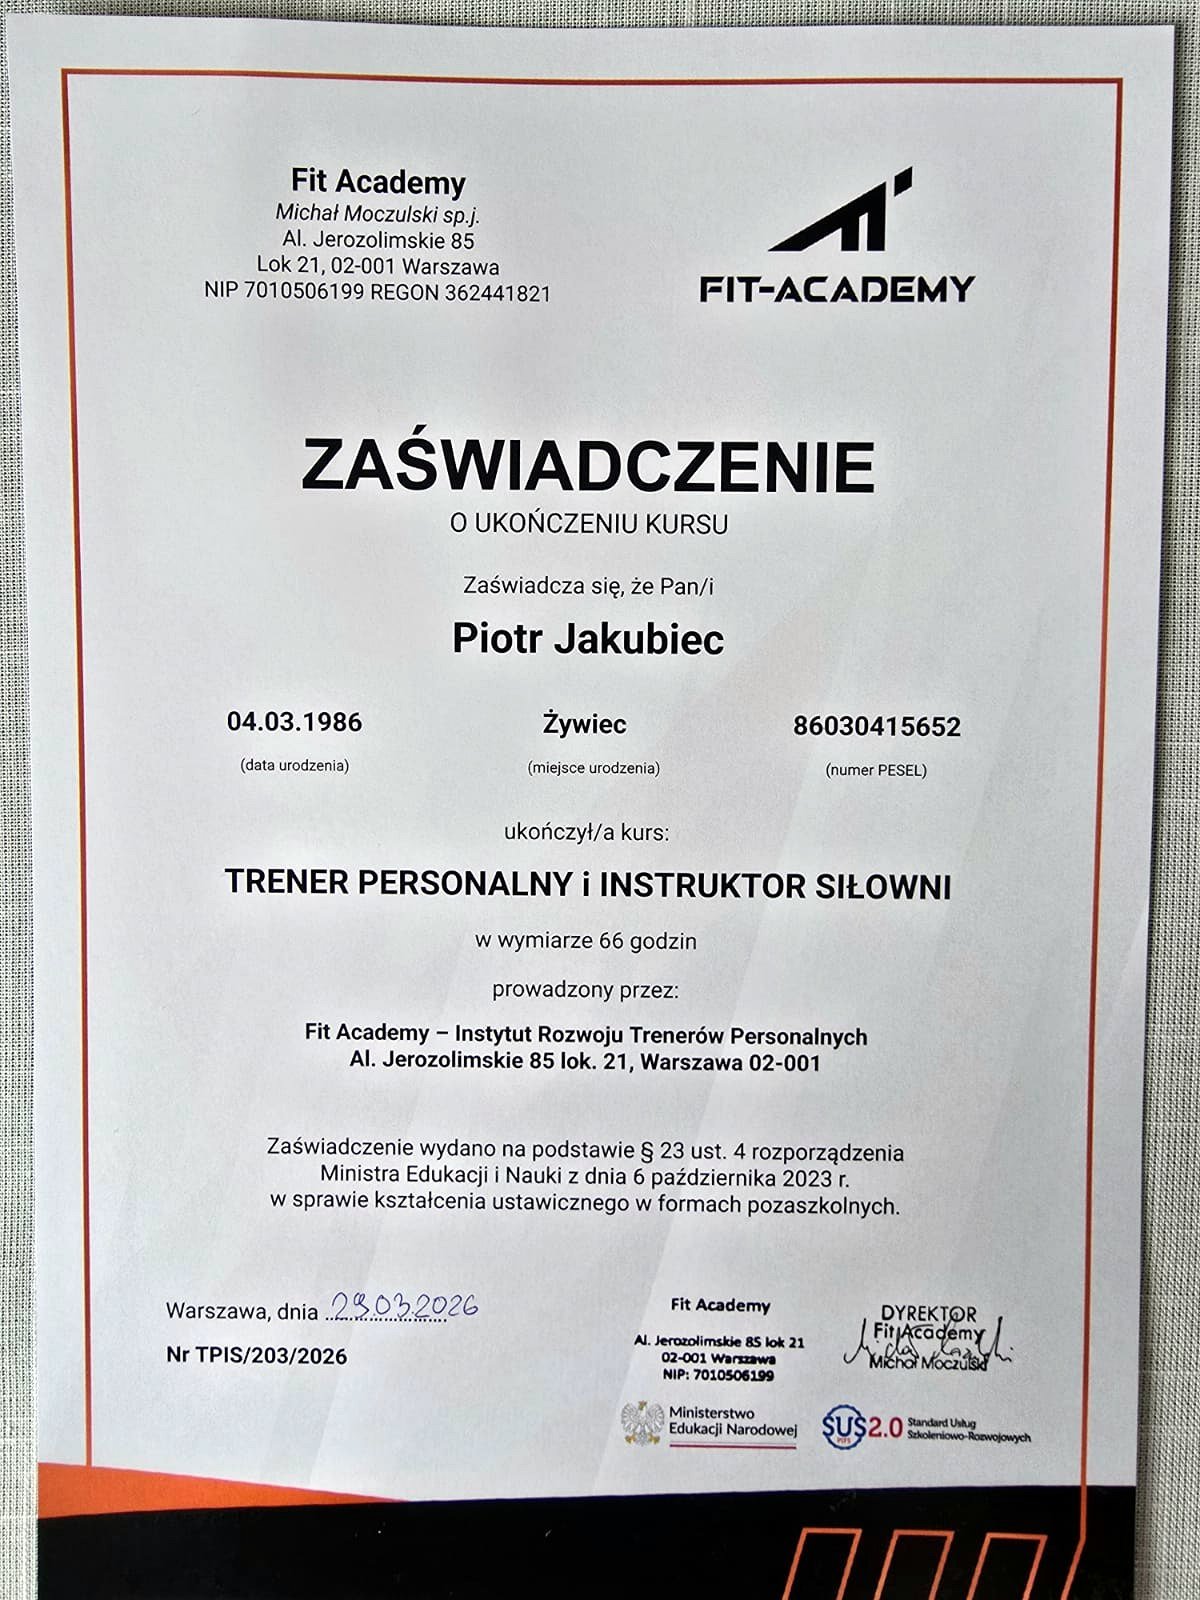 Fit Academy
Michał Moczulski sp.j.
Al. Jerozolimskie 85
Lok 21, 02-001 Warszawa
NIP 7010506199 REGON 362441821
FIT-ACADEMY
ZAŚWIADCZENIE
O UKOŃCZENIU KURSU
Zaświadcza się, że Pan/i
Piotr Jakubiec
04.03.1986 Żywiec 86030415652
(data urodzenia) (miejsce urodzenia) (numer PESEL)
ukończył/a kurs:
TRENER PERSONALNY i INSTRUKTOR SIŁOWNI
w wymiarze 66 godzin
prowadzony przez:
Fit Academy – Instytut Rozwoju Trenerów Personalnych
Al. Jerozolimskie 85 lok. 21, Warszawa 02-001
Zaświadczenie wydano na podstawie § 23 ust. 4 rozporządzenia
Ministra Edukacji i Nauki z dnia 6 października 2023 r.
w sprawie kształcenia ustawicznego w formach pozaszkolnych.
Warszawa, dnia 29.03.2026
Nr TPIS/203/2026
Fit Academy
Al. Jerozolimskie 85 lok 21
02-001 Warszawa
NIP: 7010506199
DYREKTOR
Fit Academy
Michał Moczulski
Ministerstwo
Edukacji Narodowej
SUS 2.0 Standard Usług
Szkoleniowo-Rozwojowych